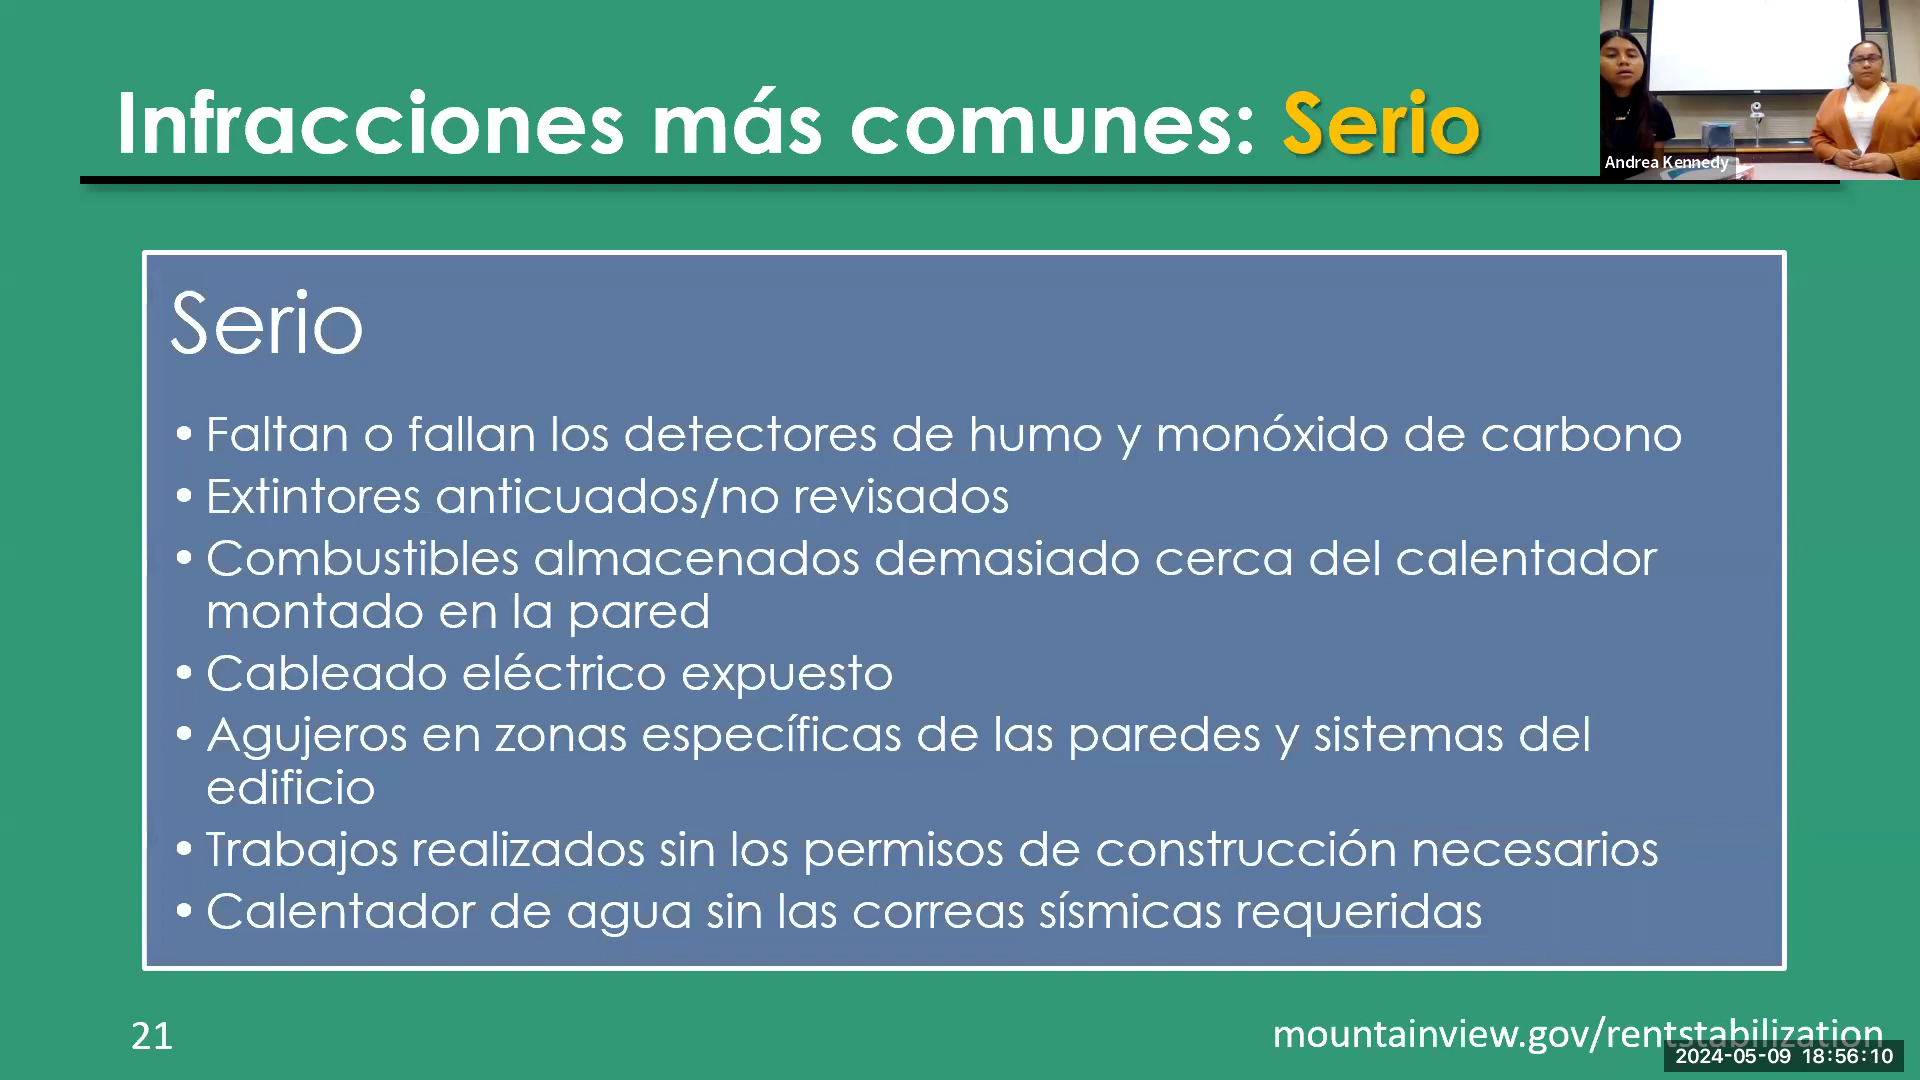 Infracciones más comunes: Serio
Andrea Kennedy
Serio
• Faltan o fallan los detectores de humo y monóxido de carbono
• Extintores anticuados/no revisados
• Combustibles almacenados demasiado cerca del calentador
montado en la pared
• Cableado eléctrico expuesto
• Agujeros en zonas específicas de las paredes y sistemas del
edificio
• Trabajos realizados sin los permisos de construcción necesarios
• Calentador de agua sin las correas sísmicas requeridas
21
mountainview.gov/rentstabilization
2024-05-09 18:56:10